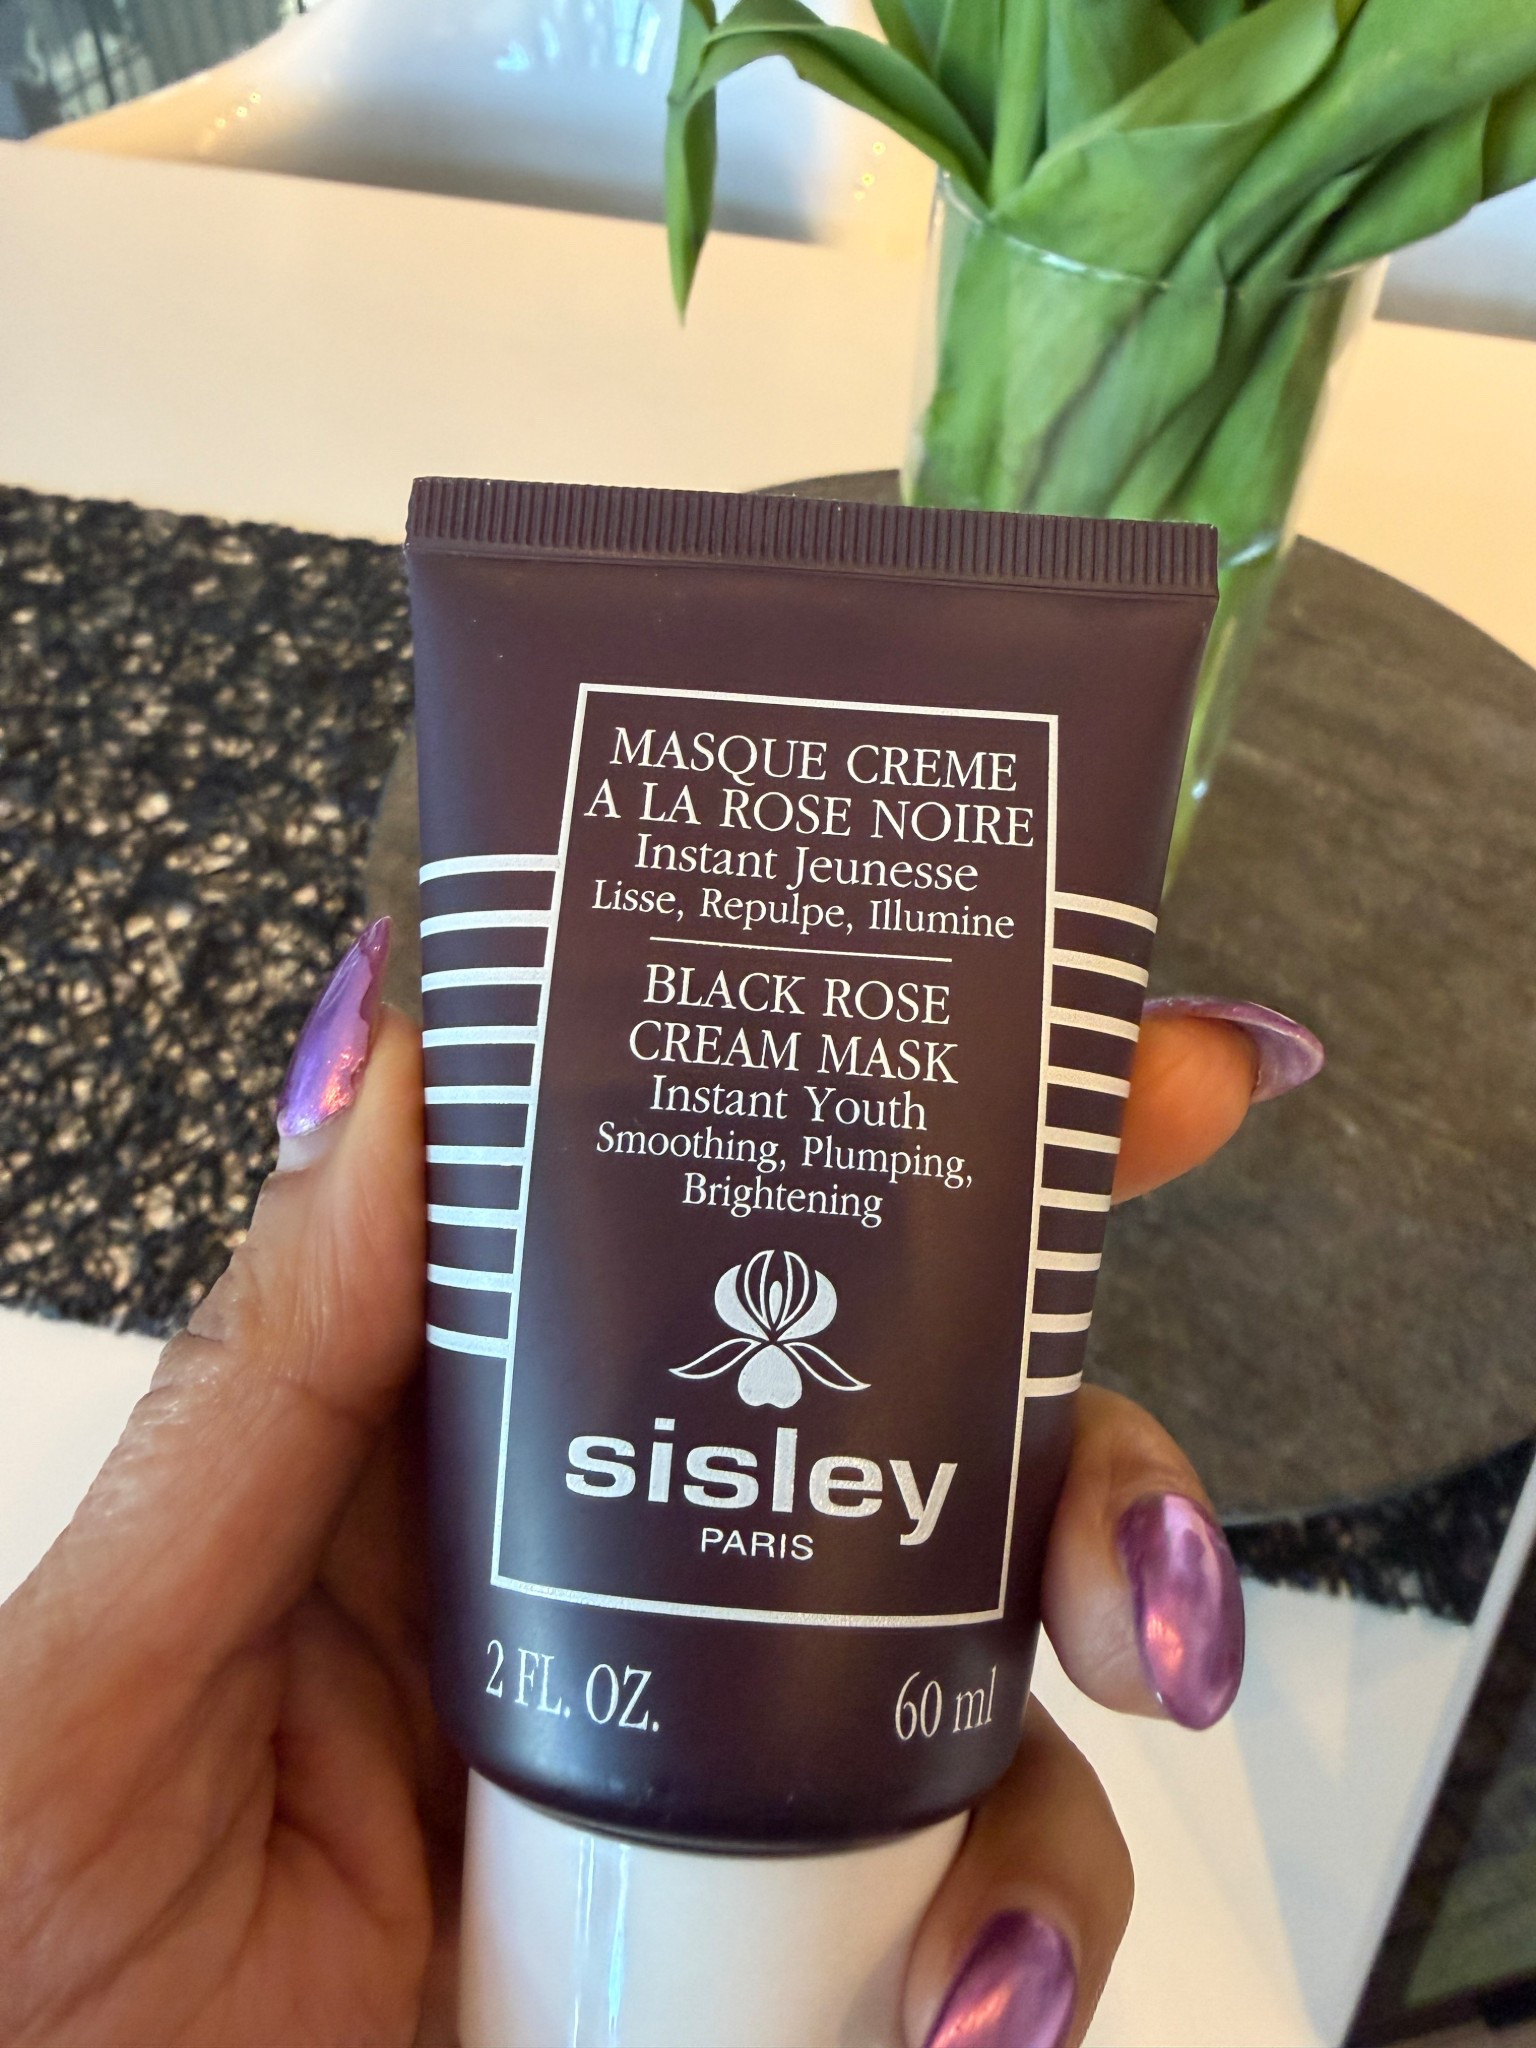 MASQUE CREME
A LA ROSE NOIRE
Instant Jeunesse
Lisse, Repulpe, Illumine
BLACK ROSE
CREAM MASK
Instant Youth
Smoothing, Plumping,
Brightening
sisley
PARIS
2 FL. OZ. 60 ml